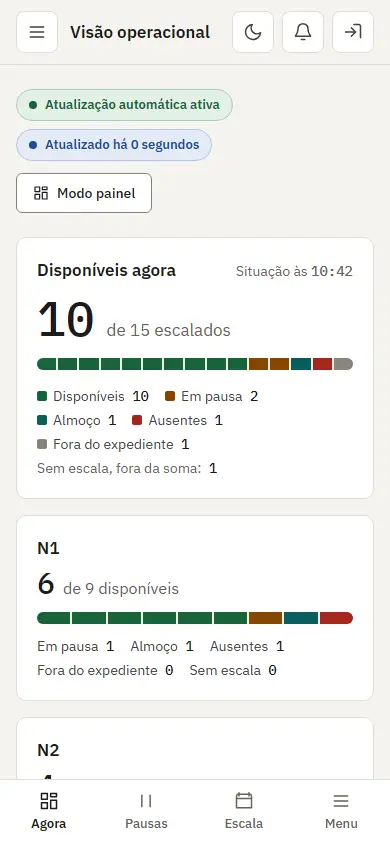 Visão operacional
Atualização automática ativa
Atualizado há 0 segundos
Modo painel
Disponíveis agora
Situação às 10:42
10 de 15 escalados
Disponíveis 10 Em pausa 2
Almoço 1 Ausentes 1
Fora do expediente 1
Sem escala, fora da soma: 1
N1
6 de 9 disponíveis
Em pausa 1 Almoço 1 Ausentes 1
Fora do expediente 0 Sem escala 0
N2
Agora Pausas Escala Menu